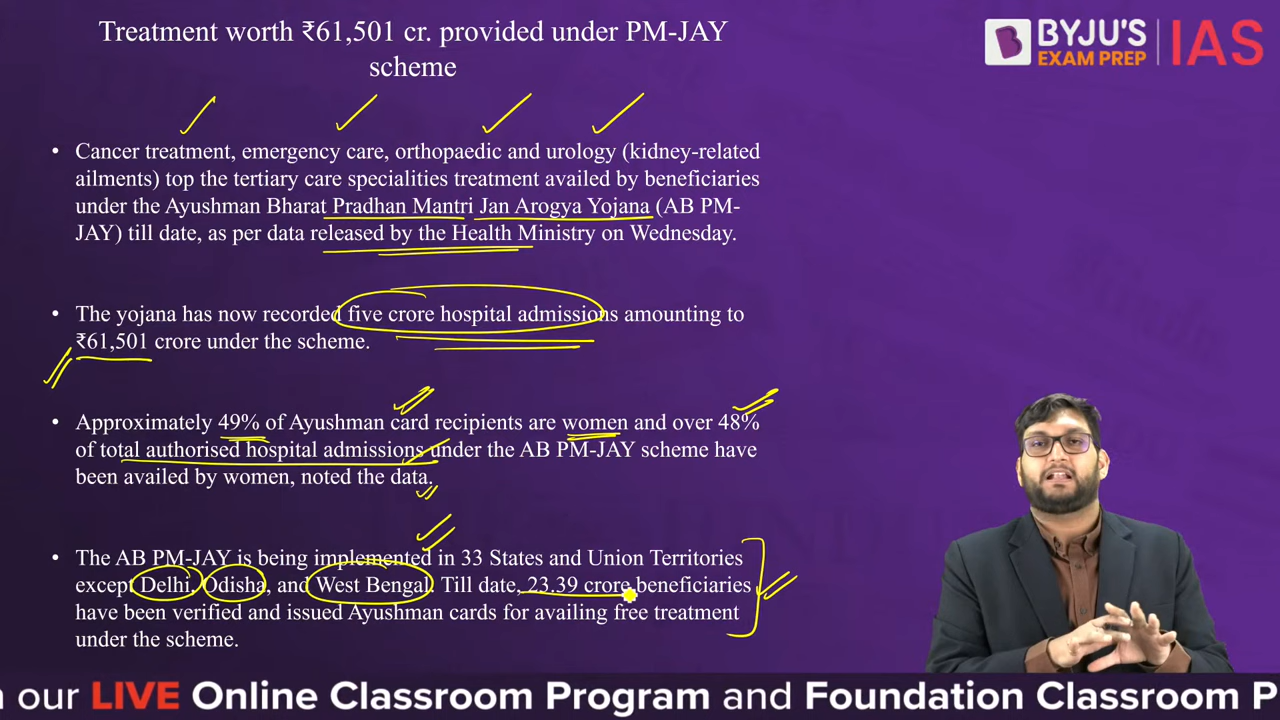 Treatment worth ₹61,501 cr. provided under PM-JAY
scheme
BYJU'S
EXAM PREP
IAS
• Cancer treatment, emergency care, orthopaedic and urology (kidney-related
ailments) top the tertiary care specialities treatment availed by beneficiaries
under the Ayushman Bharat Pradhan Mantri Jan Arogya Yojana (AB PM-
JAY) till date, as per data released by the Health Ministry on Wednesday.
• The yojana has now recorded five crore hospital admissions amounting to
₹61,501 crore under the scheme.
• Approximately 49% of Ayushman card recipients are women and over 48%
of total authorised hospital admissions under the AB PM-JAY scheme have
been availed by women, noted the data.
• The AB PM-JAY is being implemented in 33 States and Union Territories
except Delhi, Odisha, and West Bengal. Till date, 23.39 crore beneficiaries
have been verified and issued Ayushman cards for availing free treatment
under the scheme.
our LIVE Online Classroom Program and Foundation Classroom P